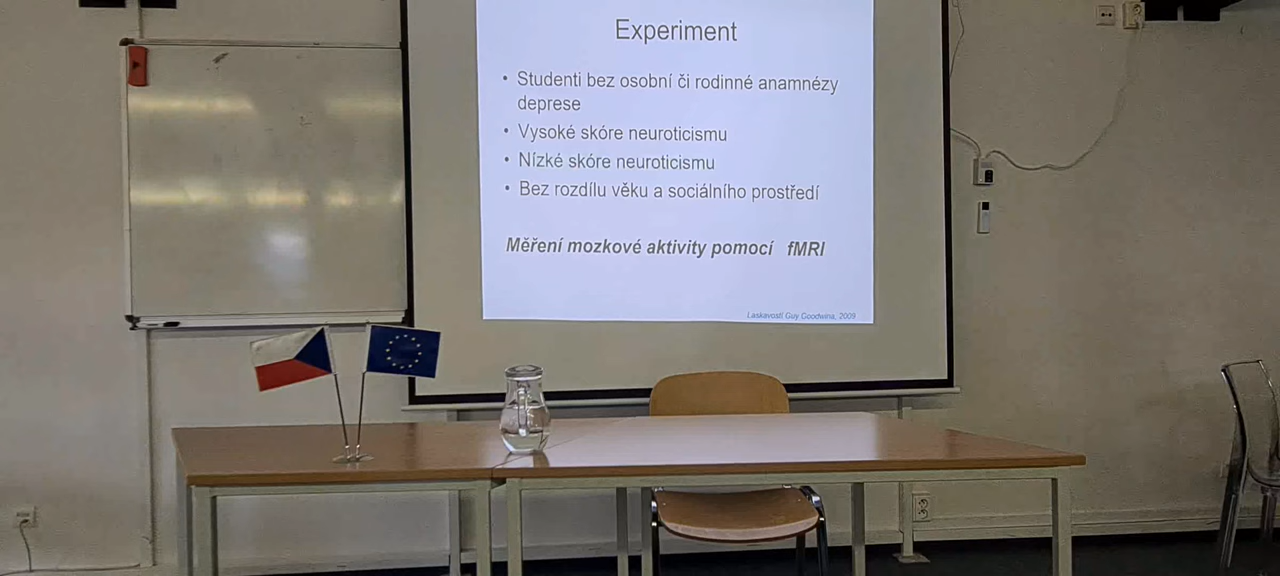 Experiment
• Studenti bez osobní či rodinné anamnézy
deprese
• Vysoké skóre neuroticismu
• Nízké skóre neuroticismu
• Bez rozdílu věku a sociálního prostředí
Měření mozkové aktivity pomocí fMRI
Laskavostí Guy Goodwina, 2009